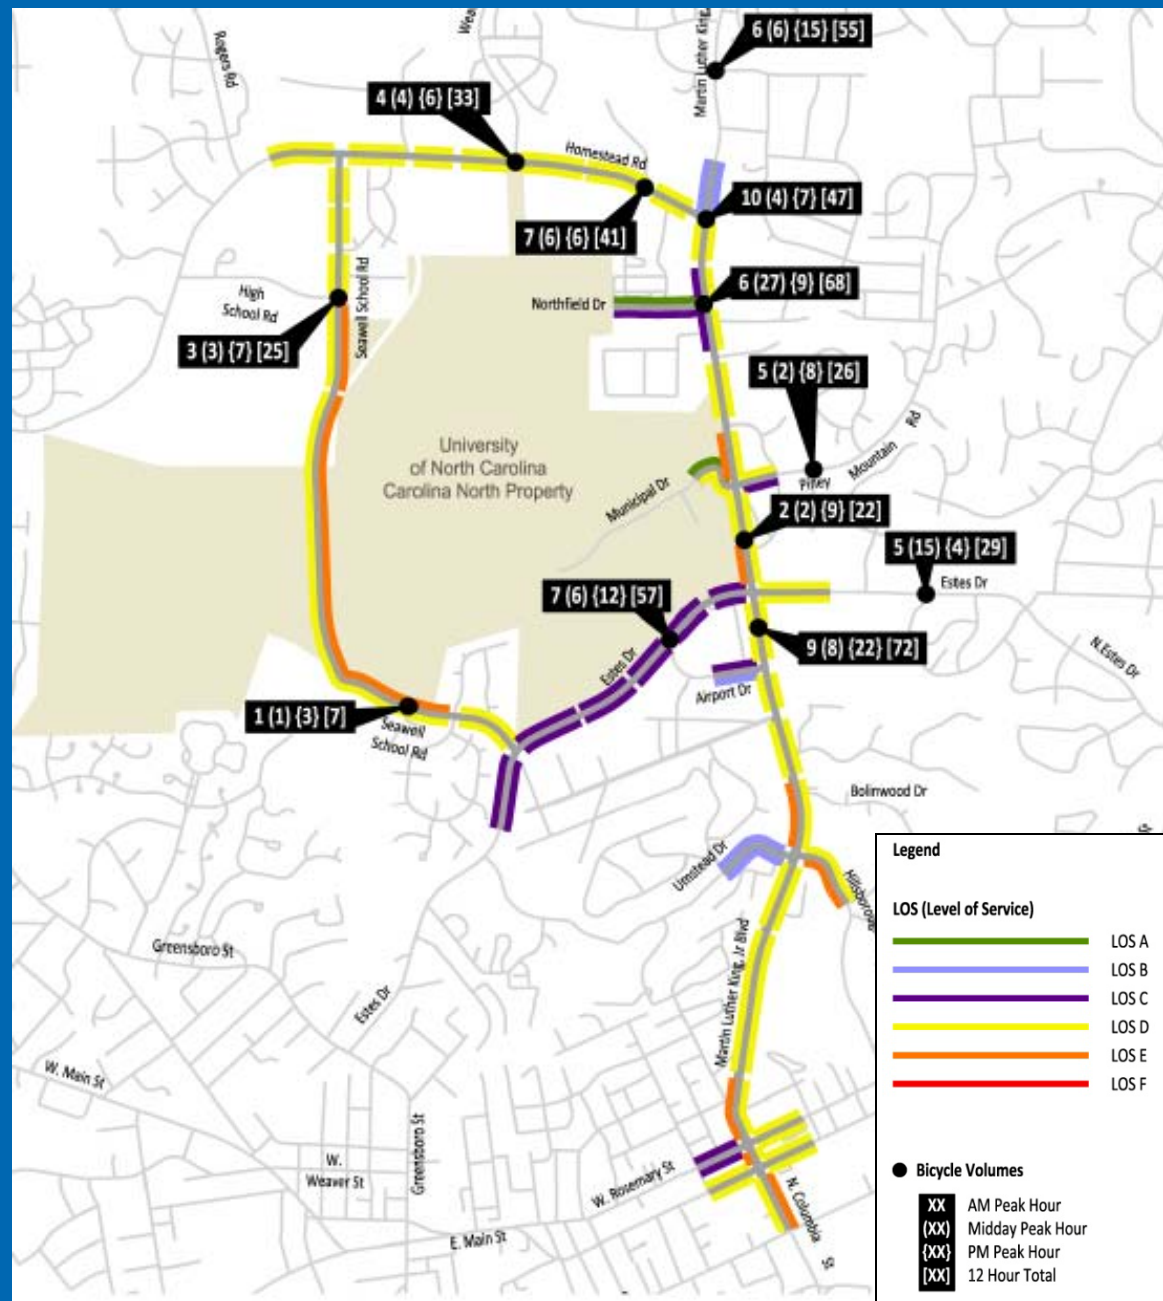 6 (6) {15} [55]
Rogers Rd
Martin Luther King,
4 (4) {6} [33]
Homestead Rd
10 (4) {7} [47]
7 (6) {6} [41]
6 (27) {9} [68]
High
School Rd
Seawell School Rd
Northfield Dr
3 (3) {7} [25]
5 (2) {8} [26]
University
of North Carolina
Carolina North Property
Piney
Mountain
Rd
Municipal Dr
2 (2) {9} [22]
5 (15) {4} [29]
Estes Dr
7 (6) {12} [57]
9 (8) {22} [72]
N.Estes Dr
Estes Dr
Airport Dr
1 (1) {3} [7]
Seawell
School Rd
Bolinwood Dr
Umstead Dr
Martin Luther King, Jr Blvd
Greensboro St
Estes Dr
W. Main St
Greensboro St
W.
Weaver St
W. Rosemary St
E. Main St
N. Columbia
St
Legend
LOS (Level of Service)
LOS A
LOS B
LOS C
LOS D
LOS E
LOS F
Bicycle Volumes
XX AM Peak Hour
(XX) Midday Peak Hour
{XX} PM Peak Hour
[XX] 12 Hour Total